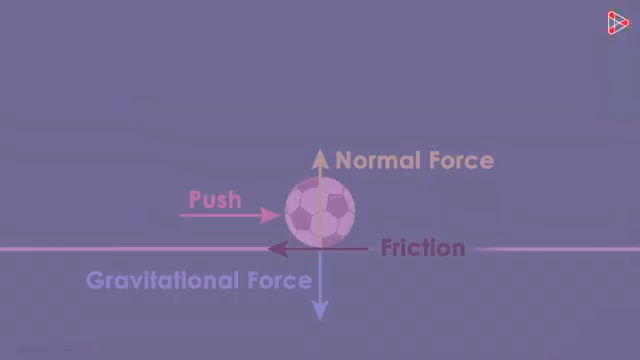 Normal Force
Push
Friction
Gravitational Force